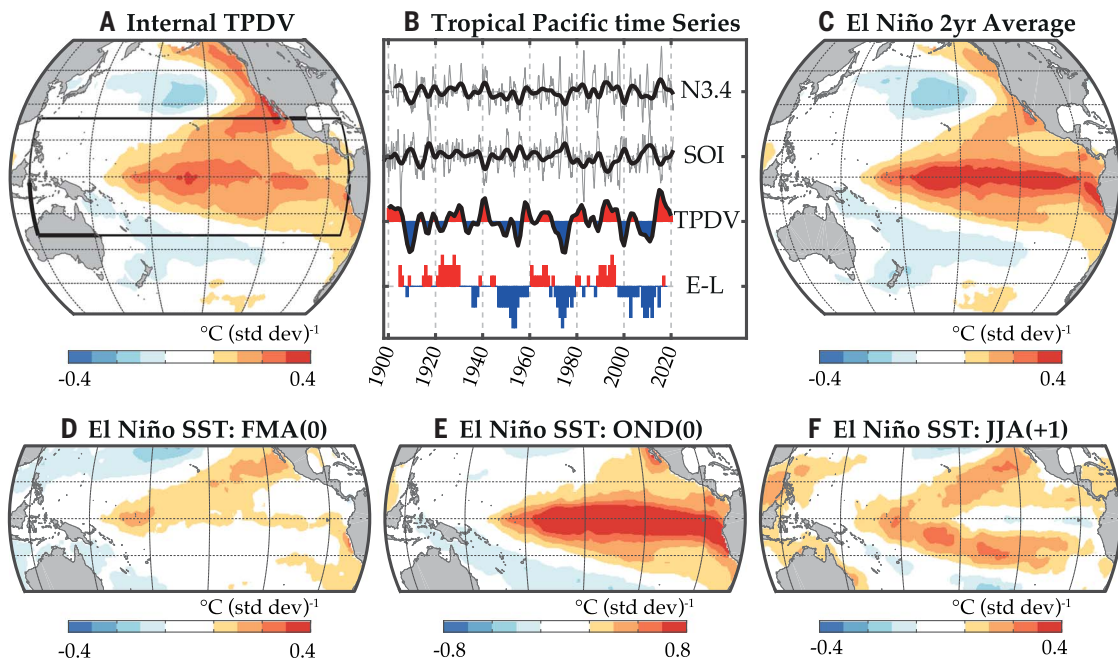 A Internal TPDV
B Tropical Pacific time Series
C El Niño 2yr Average
N3.4
SOI
TPDV
E-L
°C (std dev)-1
-0.4 0.4
1900 1920 1940 1960 1980 2000 2020
°C (std dev)-1
-0.4 0.4
D El Niño SST: FMA(0)
E El Niño SST: OND(0)
F El Niño SST: JJA(+1)
°C (std dev)-1
-0.4 0.4
°C (std dev)-1
-0.8 0.8
°C (std dev)-1
-0.4 0.4